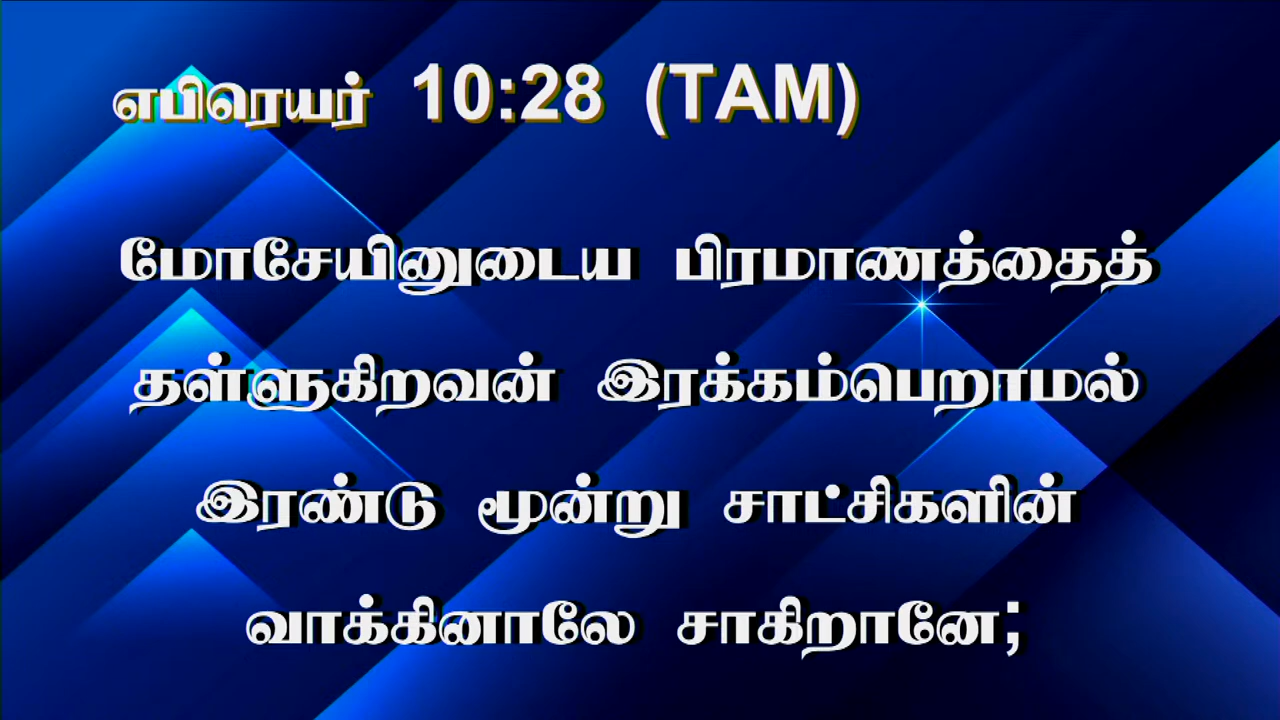 எபிரெயர் 10:28 (TAM)
மோசேயினுடைய பிரமாணத்தைத்
தள்ளுகிறவன் இரக்கம்பெறாமல்
இரண்டு மூன்று சாட்சிகளின்
வாக்கினாலே சாகிறானே;